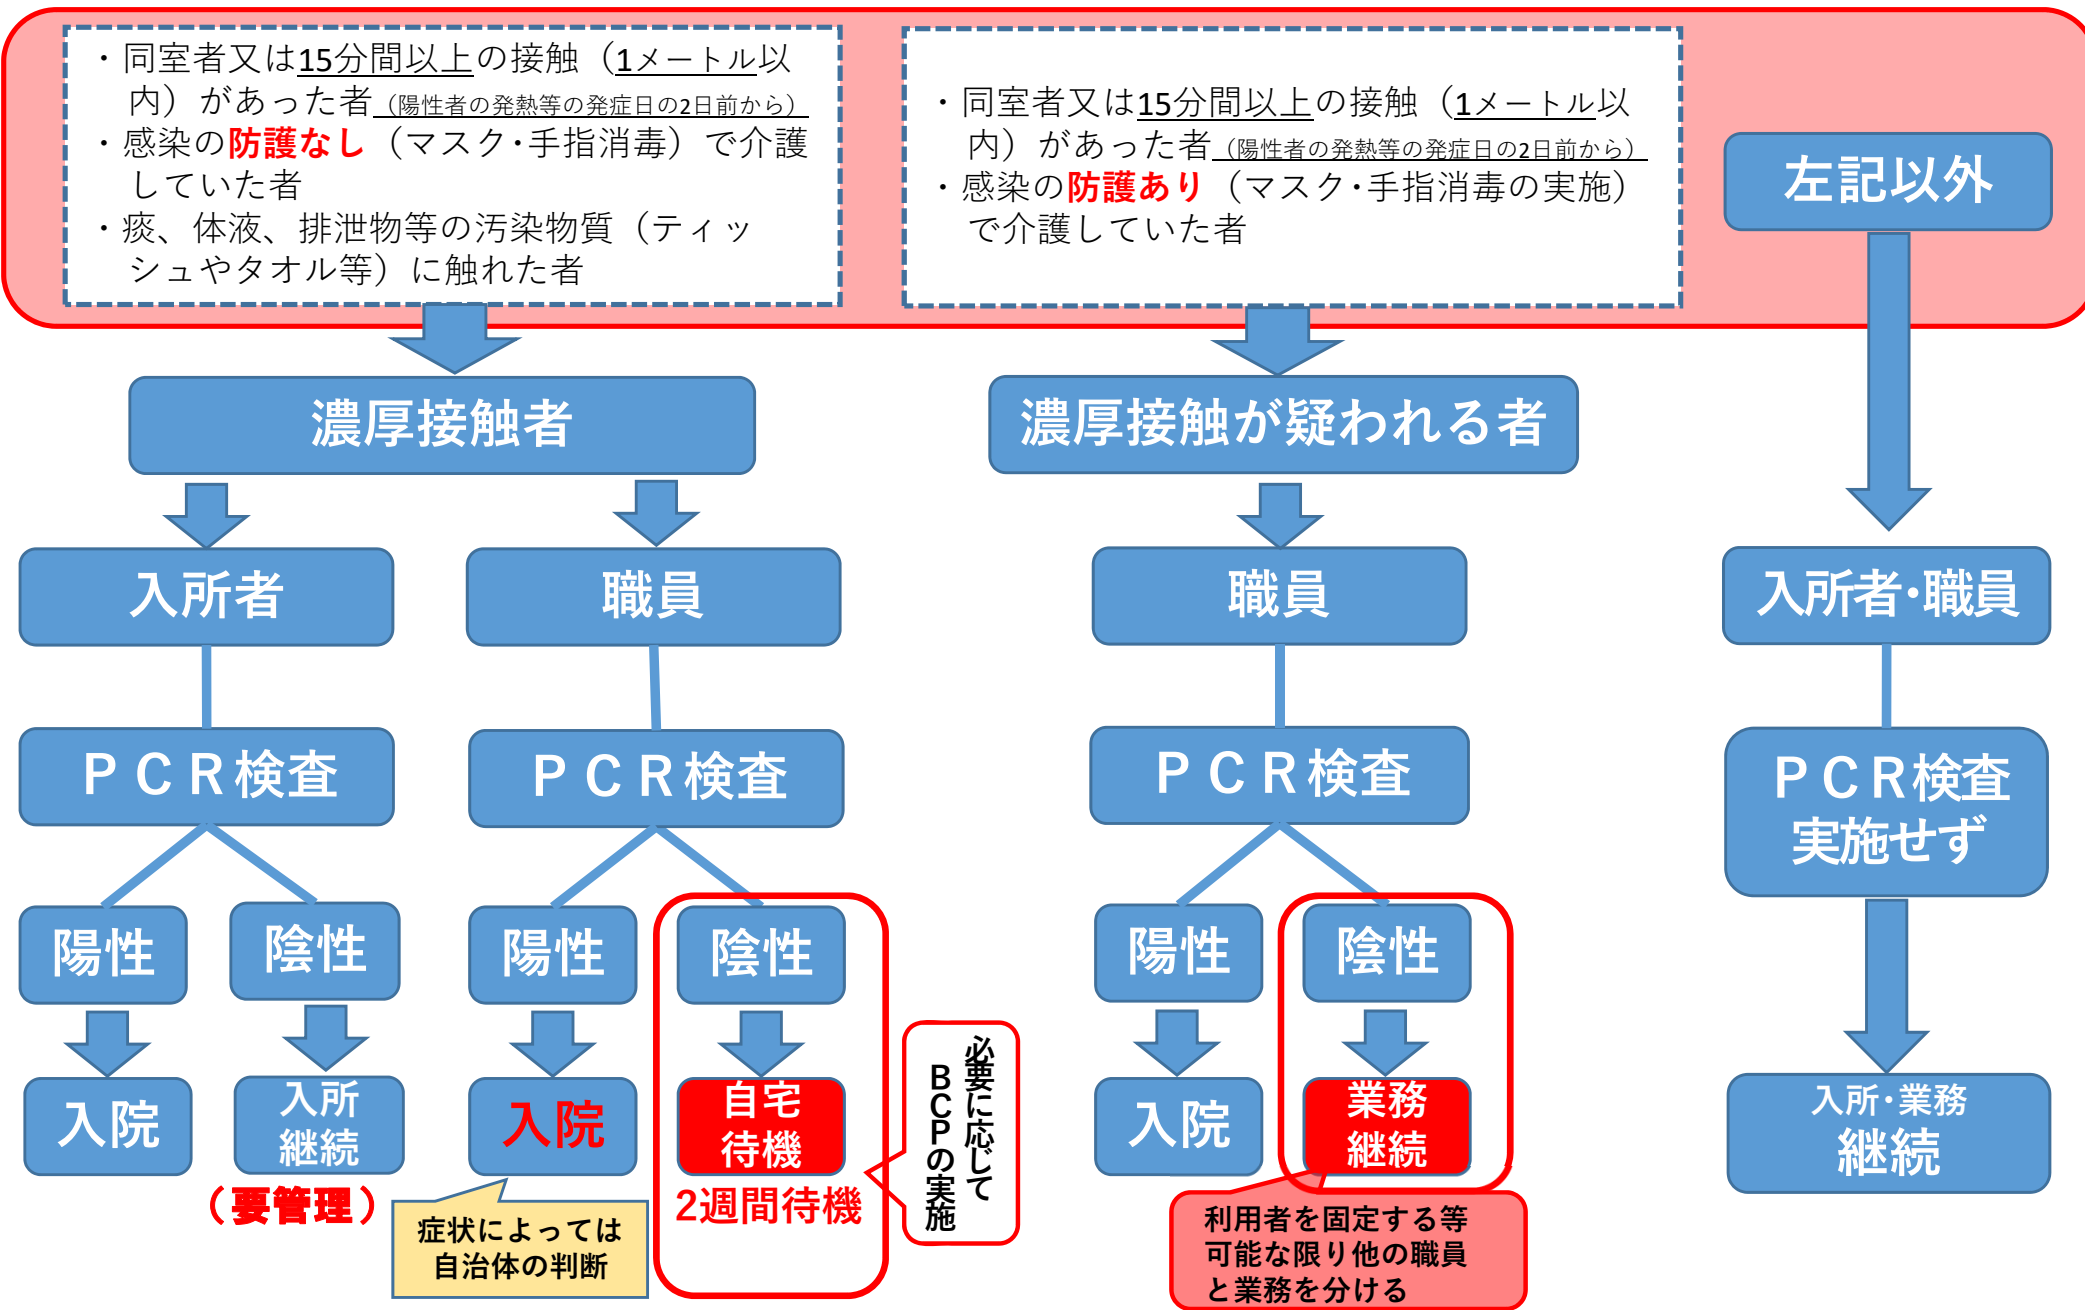 ・同室者又は15分間以上の接触（1メートル以
内）があった者（陽性者の発熱等の発症日の2日前から）
・感染の防護なし（マスク・手指消毒）で介護
していた者
・痰、体液、排泄物等の汚染物質（ティッ
シュやタオル等）に触れた者
・同室者又は15分間以上の接触（1メートル以
内）があった者（陽性者の発熱等の発症日の2日前から）
・感染の防護あり（マスク・手指消毒の実施）
で介護していた者
左記以外
濃厚接触者
濃厚接触が疑われる者
入所者
職員
職員
入所者・職員
ＰＣＲ検査
ＰＣＲ検査
ＰＣＲ検査
ＰＣＲ検査
実施せず
陽性
陰性
陽性
陰性
陽性
陰性
入院
入所
継続
（要管理）
入院
症状によっては
自治体の判断
自宅
待機
2週間待機
必要に応じて
ＢＣＰの実施
入院
業務
継続
利用者を固定する等
可能な限り他の職員
と業務を分ける
入所・業務
継続